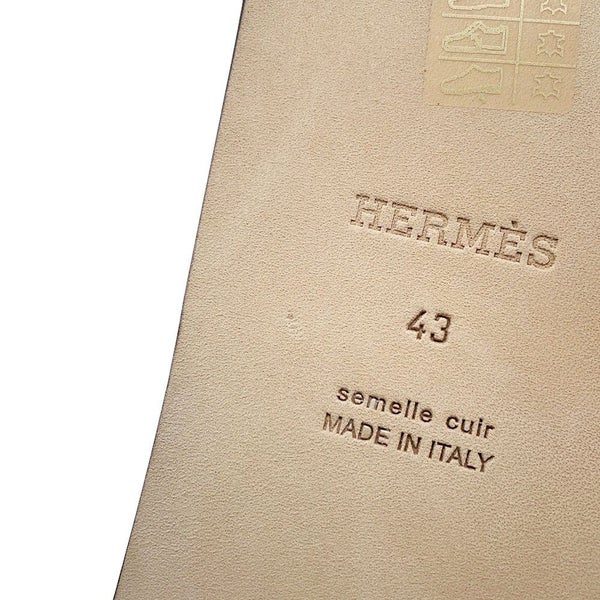 HERMÈS
43
semelle cuir
MADE IN ITALY